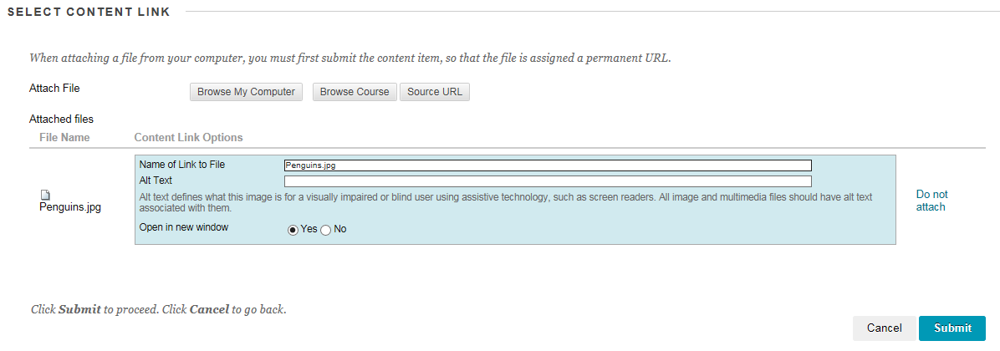 SELECT CONTENT LINK
When attaching a file from your computer, you must first submit the content item, so that the file is assigned a permanent URL.
Attach File Browse My Computer Browse Course Source URL
Attached files
File Name Content Link Options
Name of Link to File Penguins.jpg
Alt Text
Alt text defines what this image is for a visually impaired or blind user using assistive technology, such as screen readers. All image and multimedia files should have alt text
associated with them.
Penguins.jpg
Do not
attach
Open in new window Yes No
Click Submit to proceed. Click Cancel to go back.
Cancel Submit